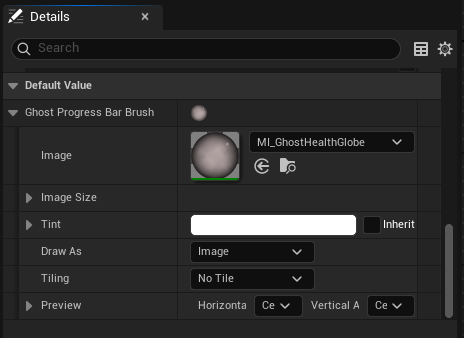 Details ×
Search
Default Value
Ghost Progress Bar Brush
Image MI_GhostHealthGlobe
Image Size
Tint Inherit
Draw As Image
Tiling No Tile
Preview Horizonta Ce Vertical A Ce